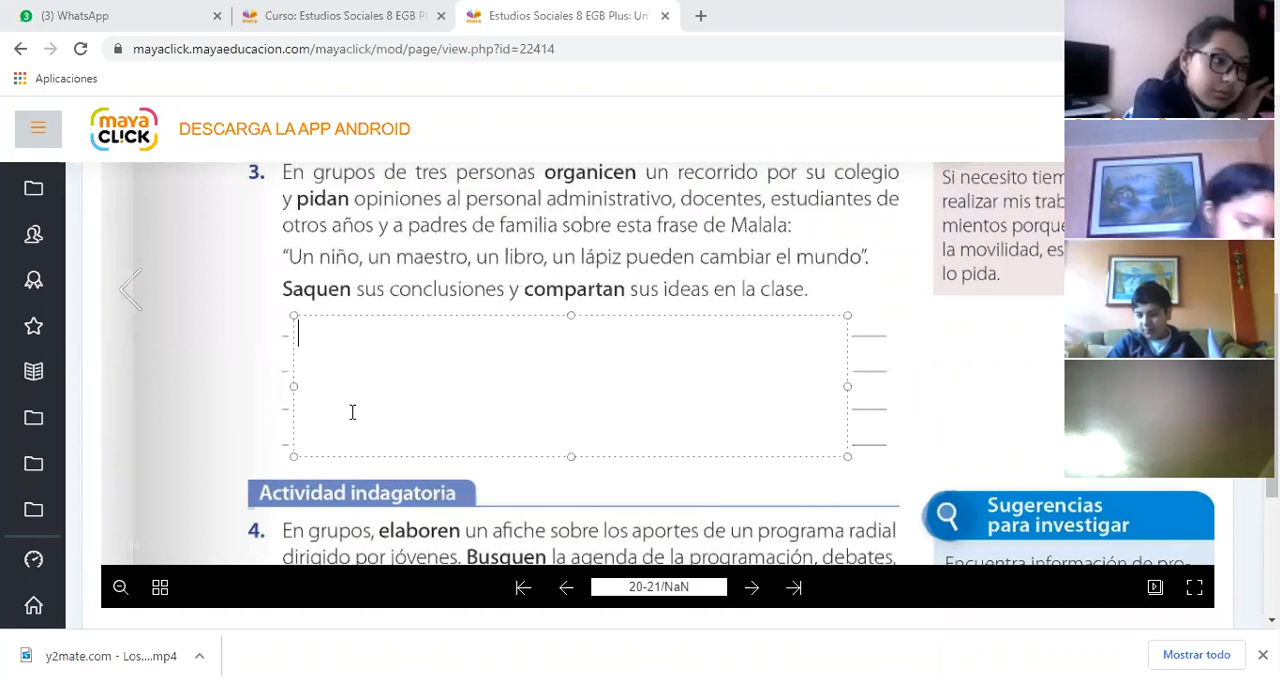 (3) WhatsApp
Curso: Estudios Sociales 8 EGB P
Estudios Sociales 8 EGB Plus: Un
mayaclick.mayaeducacion.com/mayaclick/mod/page/view.php?id=22414
Aplicaciones
maya
CLICK
DESCARGA LA APP ANDROID
3. En grupos de tres personas organicen un recorrido por su colegio
y pidan opiniones al personal administrativo, docentes, estudiantes de
otros años y a padres de familia sobre esta frase de Malala:
“Un niño, un maestro, un libro, un lápiz pueden cambiar el mundo”.
Saquen sus conclusiones y compartan sus ideas en la clase.
Si necesito tiem
realizar mis trab
mientos porque
la movilidad, es
lo pida.
Actividad indagatoria
4. En grupos, elaboren un afiche sobre los aportes de un programa radial
dirigido por jóvenes. Busquen la agenda de la programación, debates,
Sugerencias
para investigar
Encuentra información de pro-
20-21/NaN
y2mate.com - Los....mp4
Mostrar todo